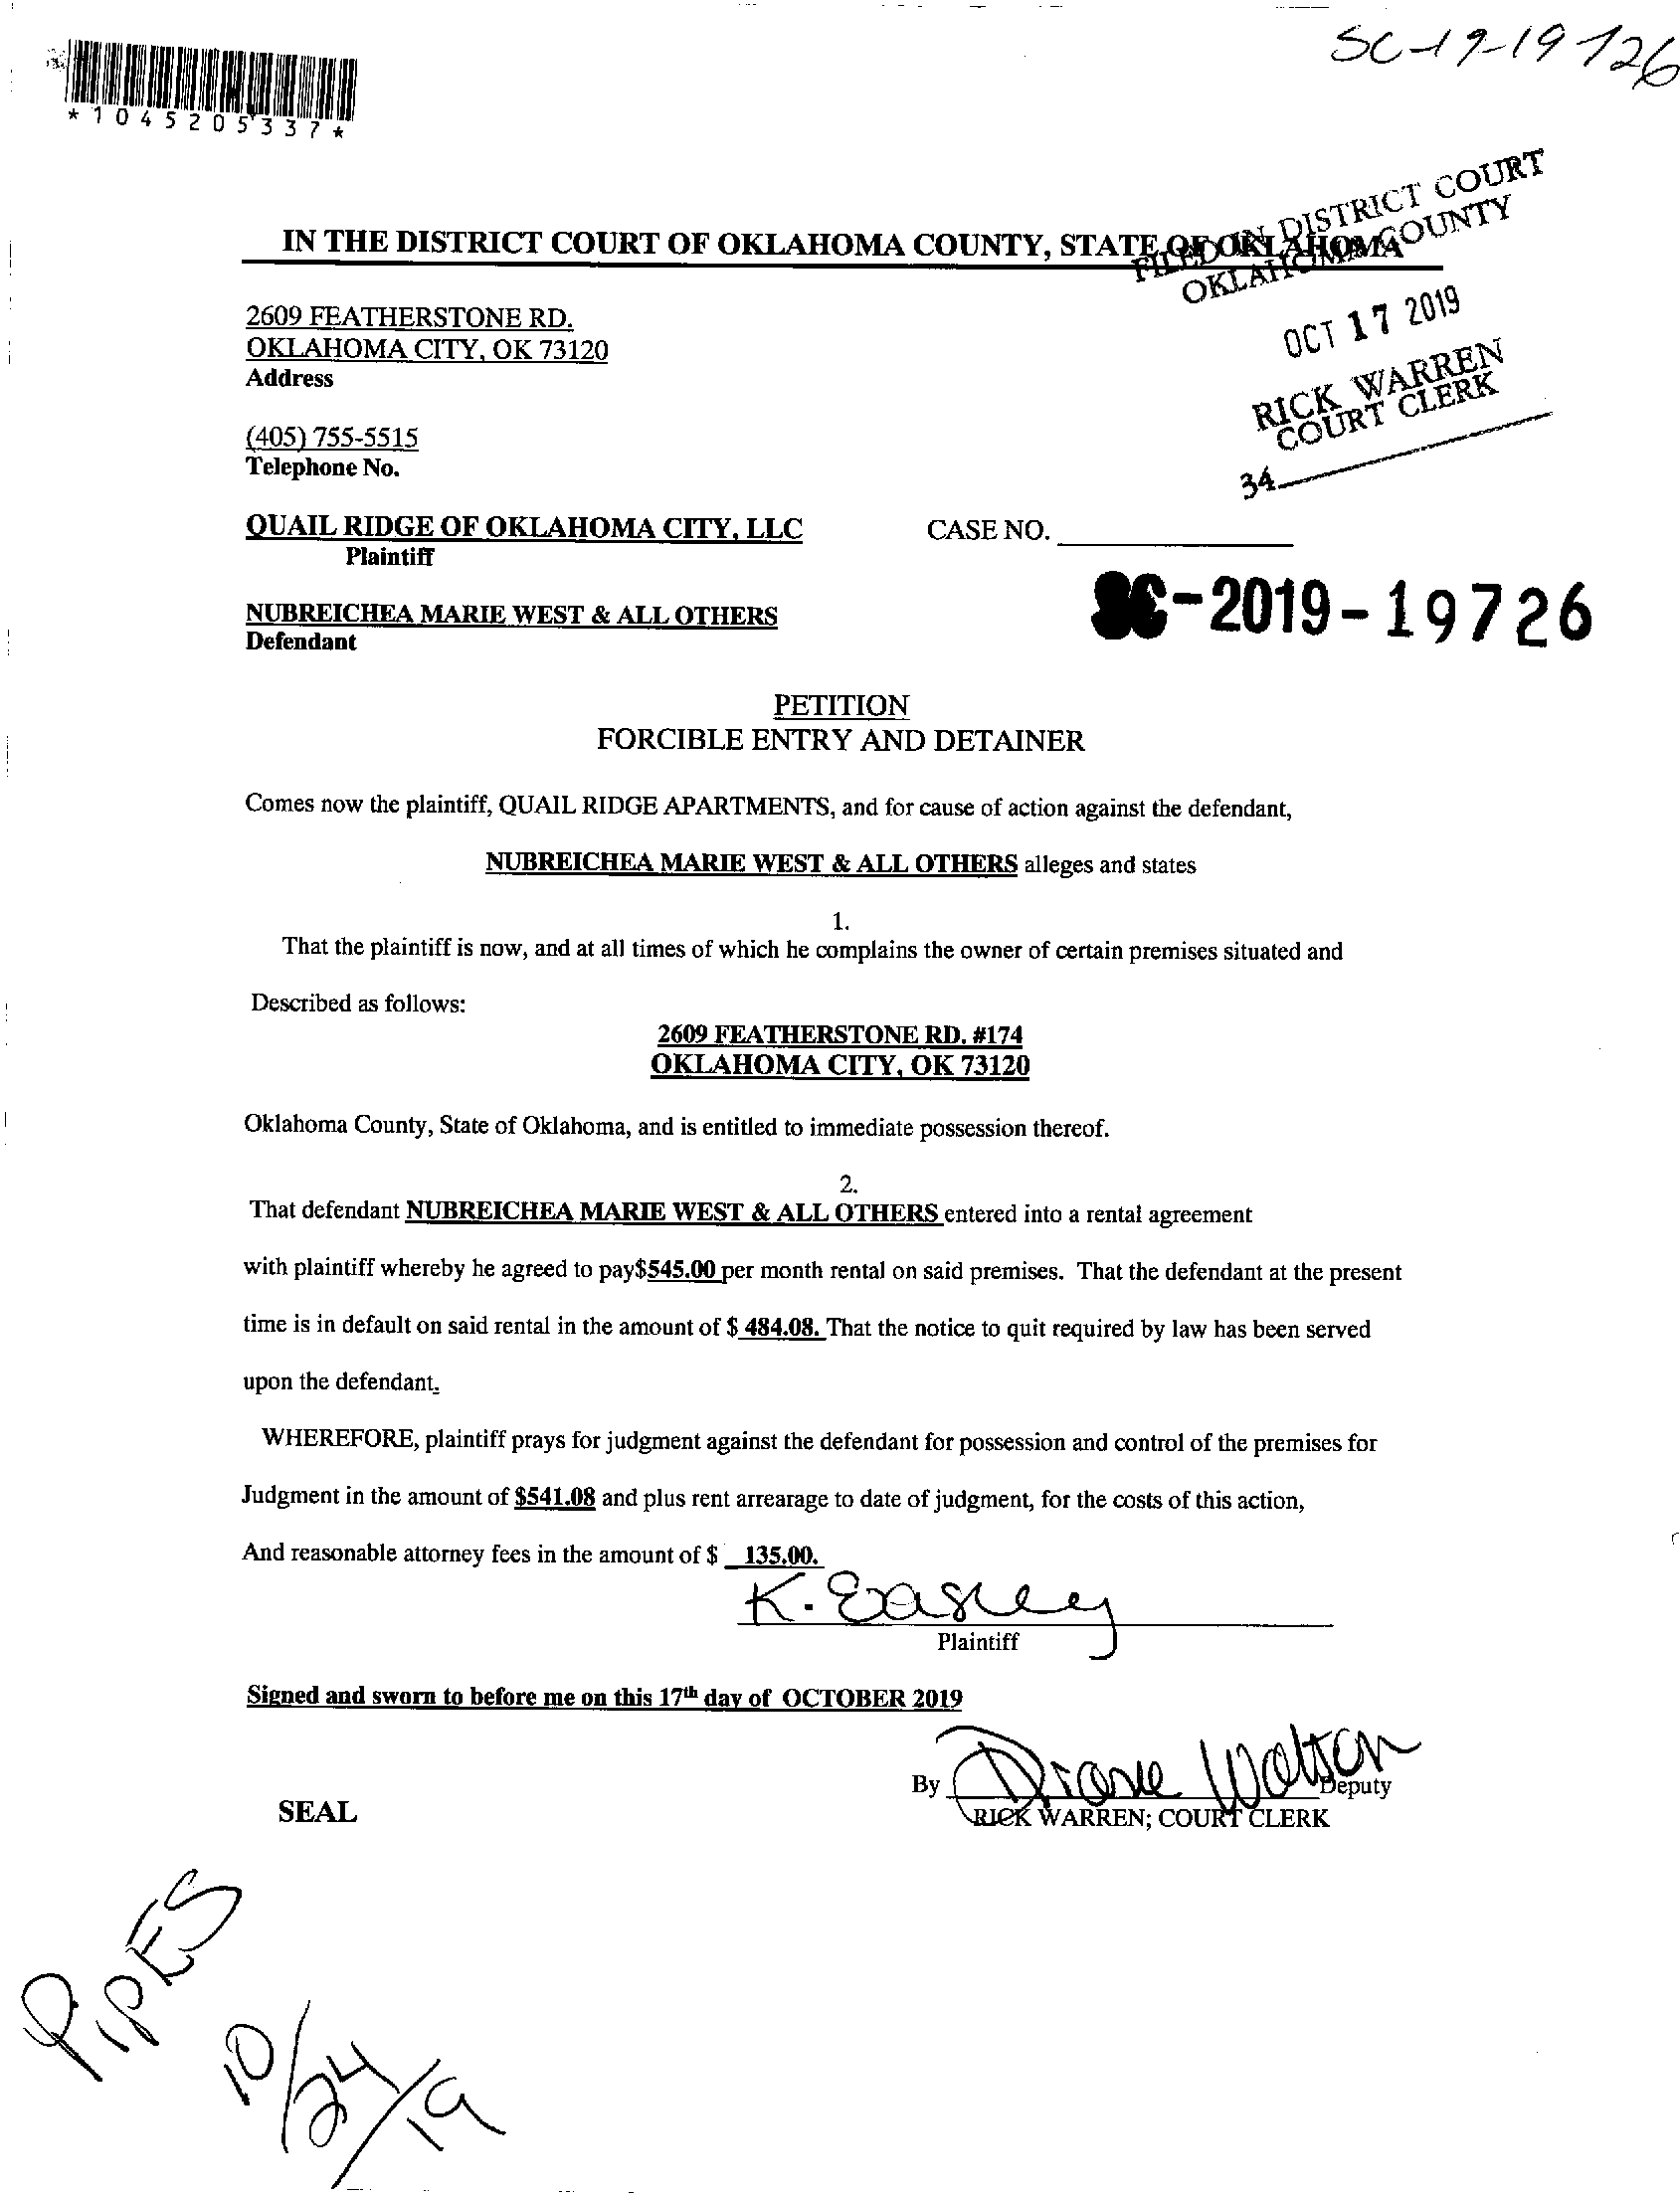 SC-19-19726
*1045205337*
FILED IN DISTRICT COURT
OKLAHOMA COUNTY
IN THE DISTRICT COURT OF OKLAHOMA COUNTY, STATE OF OKLAHOMA
OCT 17 2019
RICK WARREN
COURT CLERK
34
2609 FEATHERSTONE RD.
OKLAHOMA CITY, OK 73120
Address
(405) 755-5515
Telephone No.
QUAIL RIDGE OF OKLAHOMA CITY, LLC CASE NO.
Plaintiff
SC-2019-19726
NUBREICHEA MARIE WEST & ALL OTHERS
Defendant
PETITION
FORCIBLE ENTRY AND DETAINER
Comes now the plaintiff, QUAIL RIDGE APARTMENTS, and for cause of action against the defendant,
NUBREICHEA MARIE WEST & ALL OTHERS alleges and states
1.
That the plaintiff is now, and at all times of which he complains the owner of certain premises situated and
Described as follows:
2609 FEATHERSTONE RD. #174
OKLAHOMA CITY, OK 73120
Oklahoma County, State of Oklahoma, and is entitled to immediate possession thereof.
2.
That defendant NUBREICHEA MARIE WEST & ALL OTHERS entered into a rental agreement
with plaintiff whereby he agreed to pay$545.00 per month rental on said premises. That the defendant at the present
time is in default on said rental in the amount of $ 484.08. That the notice to quit required by law has been served
upon the defendant.
WHEREFORE, plaintiff prays for judgment against the defendant for possession and control of the premises for
Judgment in the amount of $541.08 and plus rent arrearage to date of judgment, for the costs of this action,
And reasonable attorney fees in the amount of $ 135.00.
K. Easley
Plaintiff
Signed and sworn to before me on this 17th day of OCTOBER 2019
By Diane Walton Deputy
SEAL
RICK WARREN; COURT CLERK
PIPKES
10/24/19